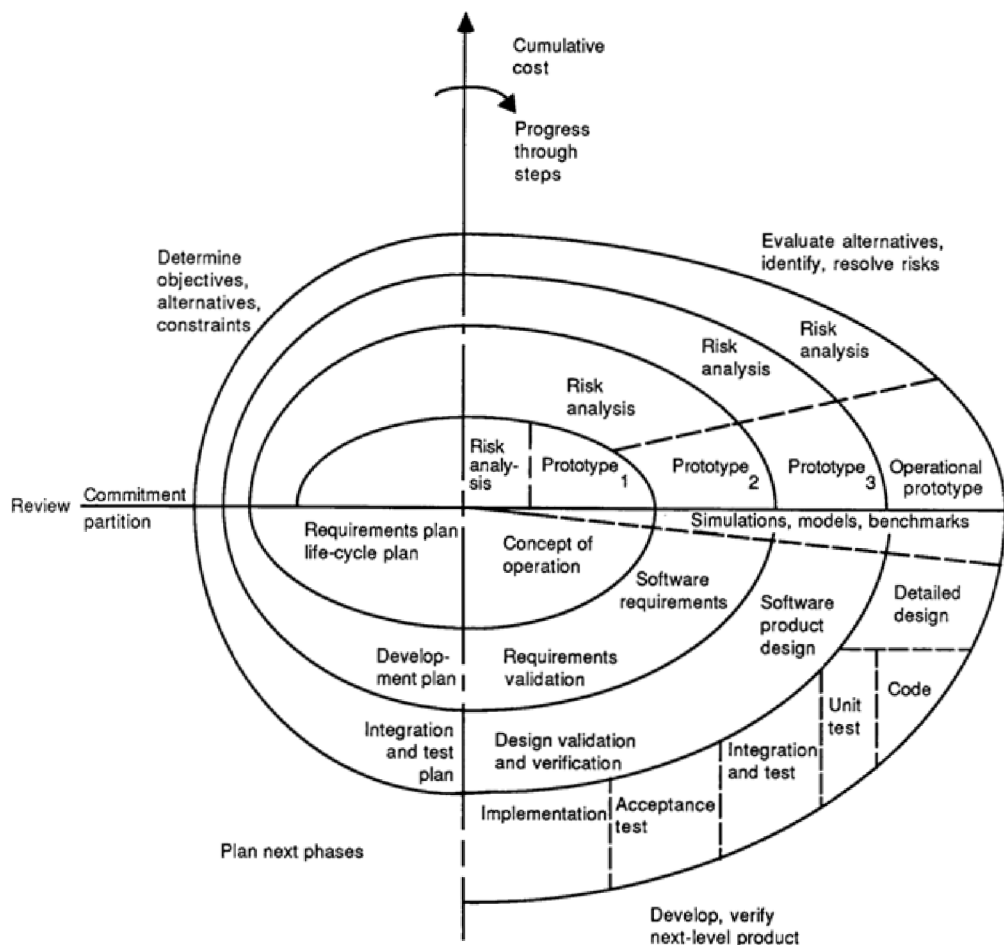 Cumulative
cost
Progress
through
steps
Determine
objectives,
alternatives,
constraints
Evaluate alternatives,
identify, resolve risks
Risk
analysis
Risk
analysis
Risk
analysis
Risk
analy-
sis
Prototype 1
Prototype 2
Prototype 3
Operational
prototype
Review
Commitment
partition
Simulations, models, benchmarks
Requirements plan
life-cycle plan
Concept of
operation
Software
requirements
Software
product
design
Detailed
design
Develop-
ment plan
Requirements
validation
Code
Unit
test
Integration
and test
plan
Design validation
and verification
Integration
and test
Implementation
Acceptance
test
Plan next phases
Develop, verify
next-level product